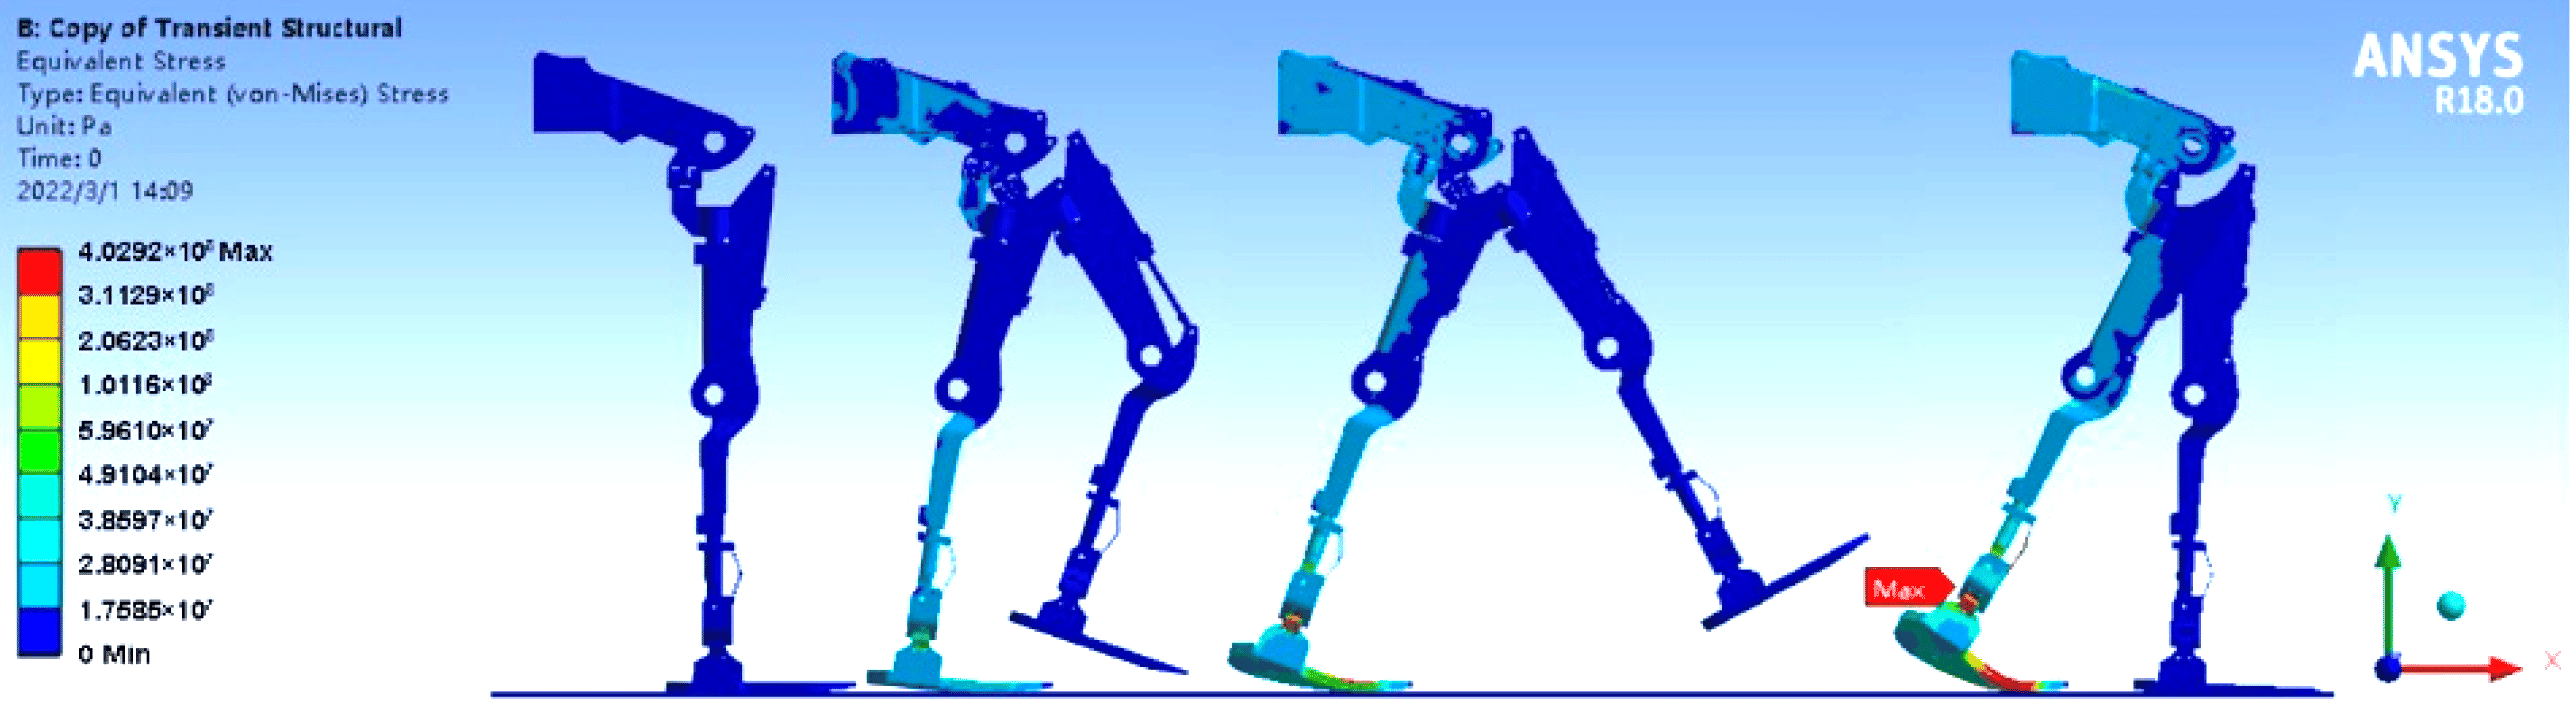 B: Copy of Transient Structural
Equivalent Stress
Type: Equivalent (von-Mises) Stress
Unit: Pa
Time: 0
2022/3/1 14:09
4.0292×10⁸ Max
3.1129×10⁸
2.0623×10⁸
1.0116×10⁸
5.9610×10⁷
4.9104×10⁷
3.8597×10⁷
2.8091×10⁷
1.7585×10⁷
0 Min
ANSYS
R18.0
Max
Y
X